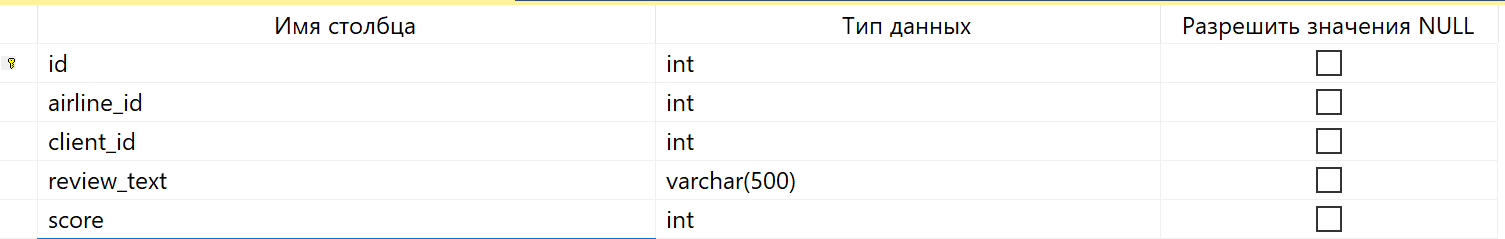 Имя столбца Тип данных Разрешить значения NULL
id int
airline_id int
client_id int
review_text varchar(500)
score int